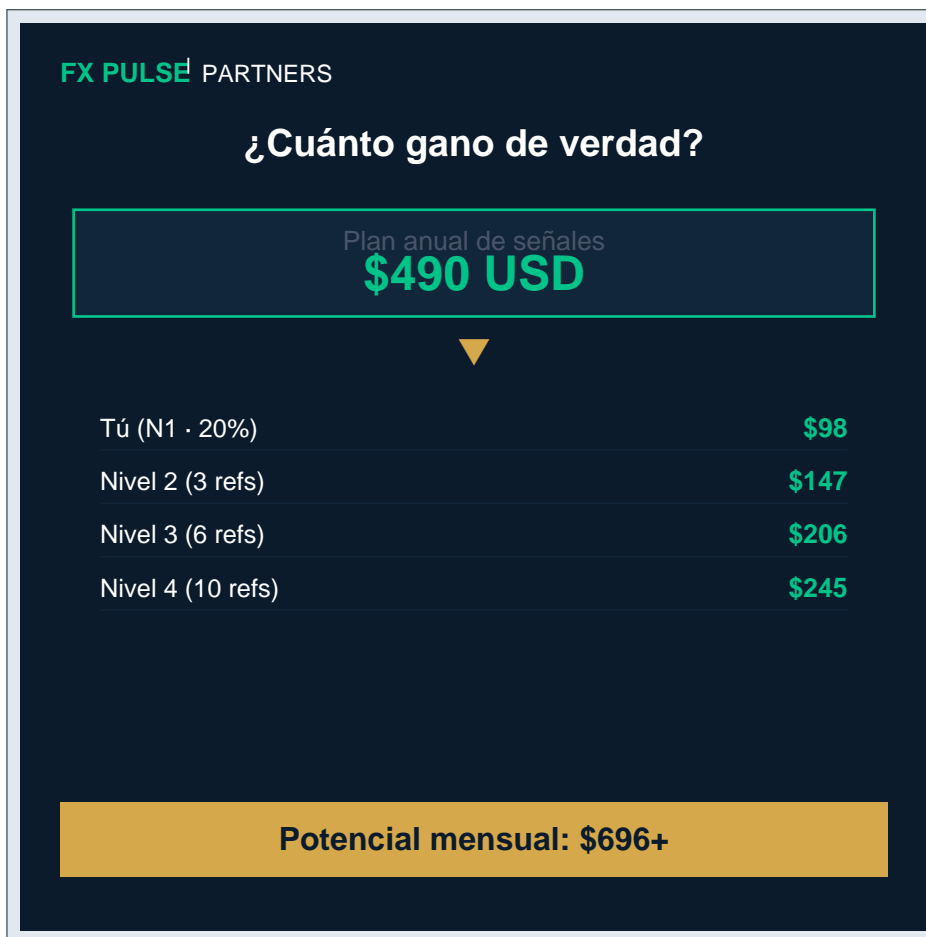 FX PULSE | PARTNERS
¿Cuánto gano de verdad?
Plan anual de señales
$490 USD
Tú (N1 · 20%) $98
Nivel 2 (3 refs) $147
Nivel 3 (6 refs) $206
Nivel 4 (10 refs) $245
Potencial mensual: $696+